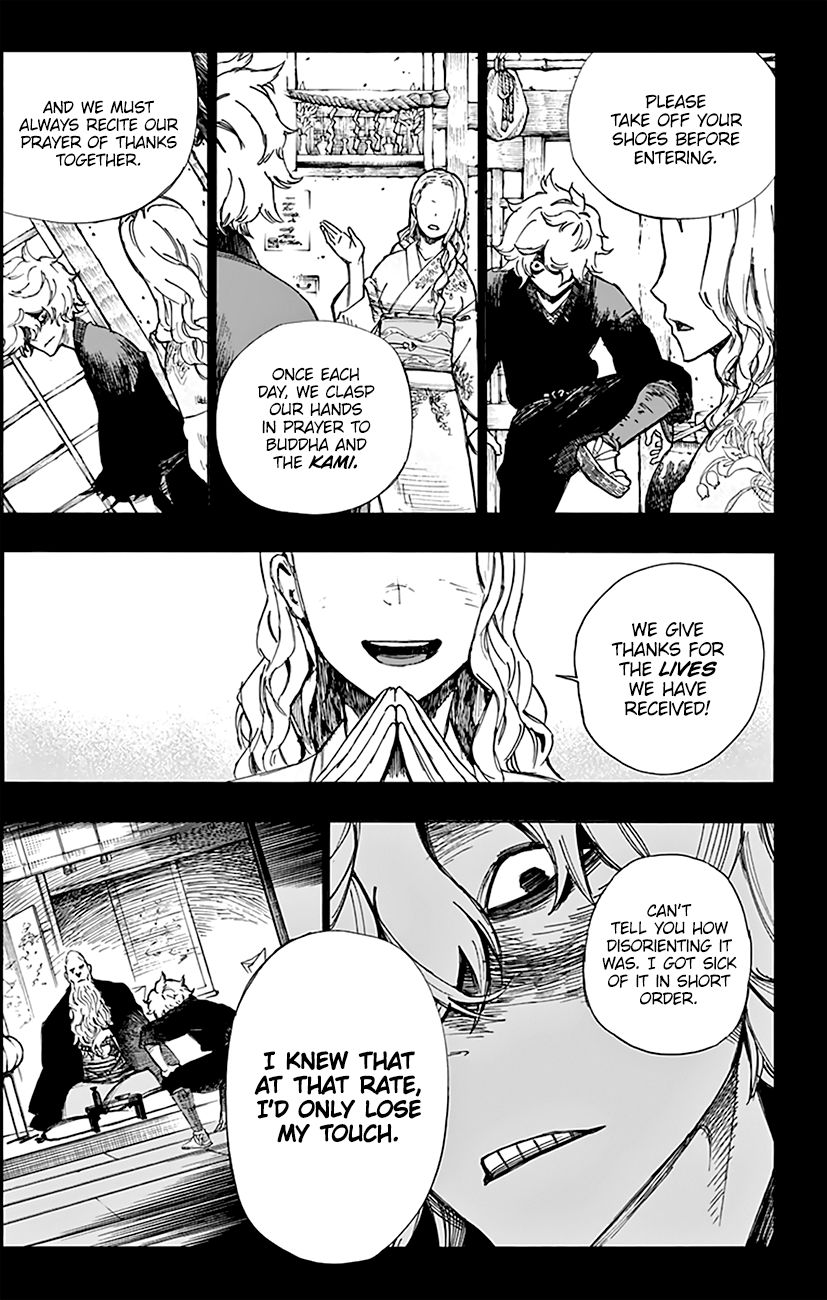 PLEASE
TAKE OFF YOUR
SHOES BEFORE
ENTERING.
ONCE EACH
DAY, WE CLASP
OUR HANDS
IN PRAYER TO
BUDDHA AND
THE KAMI.
AND WE MUST
ALWAYS RECITE OUR
PRAYER OF THANKS
TOGETHER.
WE GIVE
THANKS FOR
THE LIVES
WE HAVE
RECEIVED!
CAN'T
TELL YOU HOW
DISORIENTING IT
WAS. I GOT SICK
OF IT IN SHORT
ORDER.
I KNEW THAT
AT THAT RATE,
I'D ONLY LOSE
MY TOUCH.